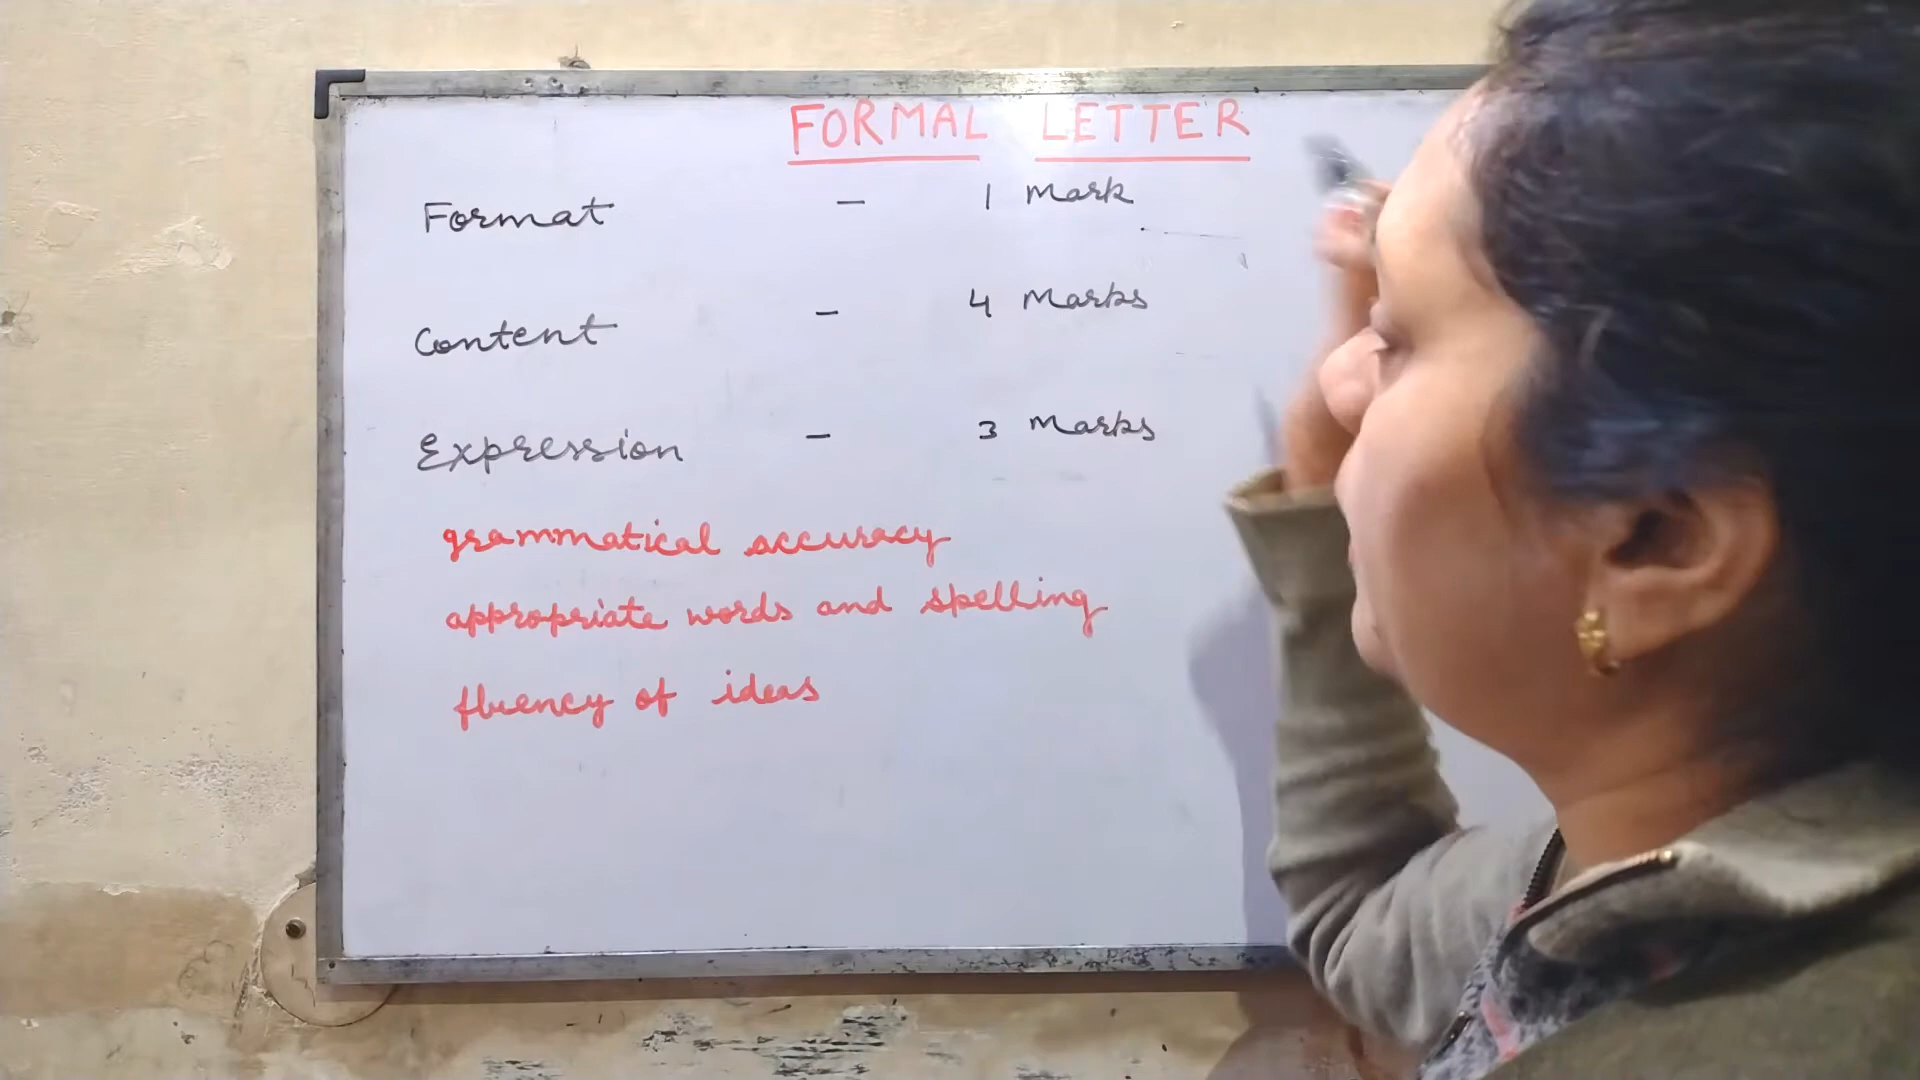 FORMAL LETTER
Format - 1 Mark
Content - 4 Marks
Expression - 3 Marks
grammatical accuracy
appropriate words and spelling
fluency of ideas